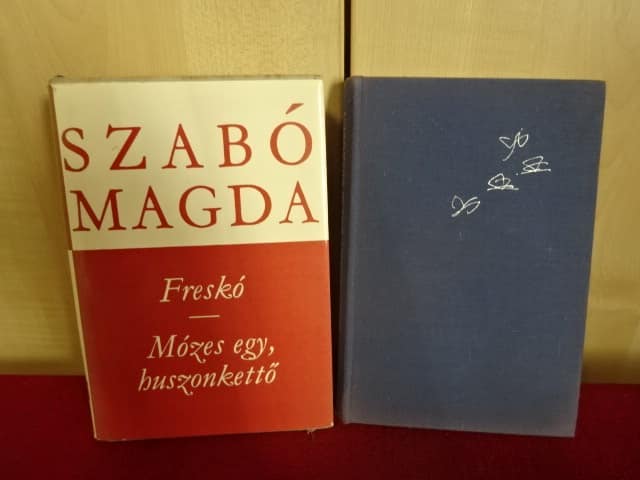 SZABÓ
MAGDA
Freskó
Mózes egy,
huszonkettő